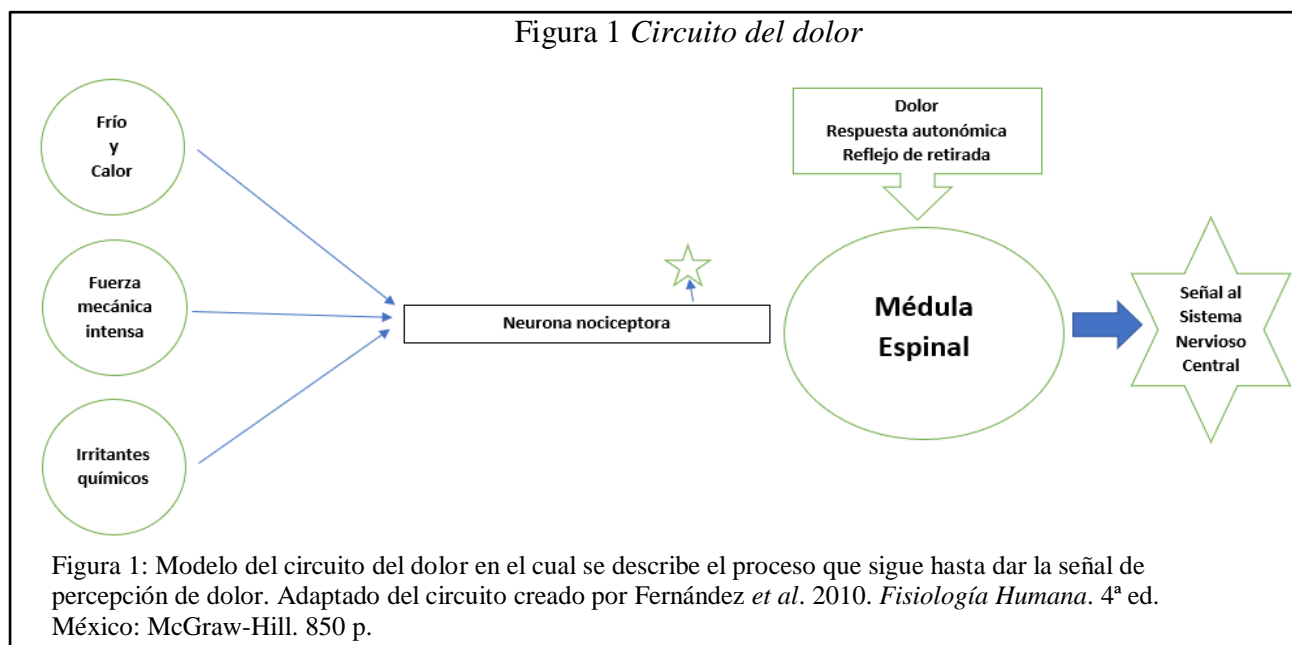 Figura 1 Circuito del dolor
Frío
y
Calor
Fuerza
mecánica
intensa
Irritantes
químicos
Neurona nociceptora
Dolor
Respuesta autonómica
Reflejo de retirada
Médula
Espinal
Señal al
Sistema
Nervioso
Central
Figura 1: Modelo del circuito del dolor en el cual se describe el proceso que sigue hasta dar la señal de
percepción de dolor. Adaptado del circuito creado por Fernández et al. 2010. Fisiología Humana. 4ª ed.
México: McGraw-Hill. 850 p.